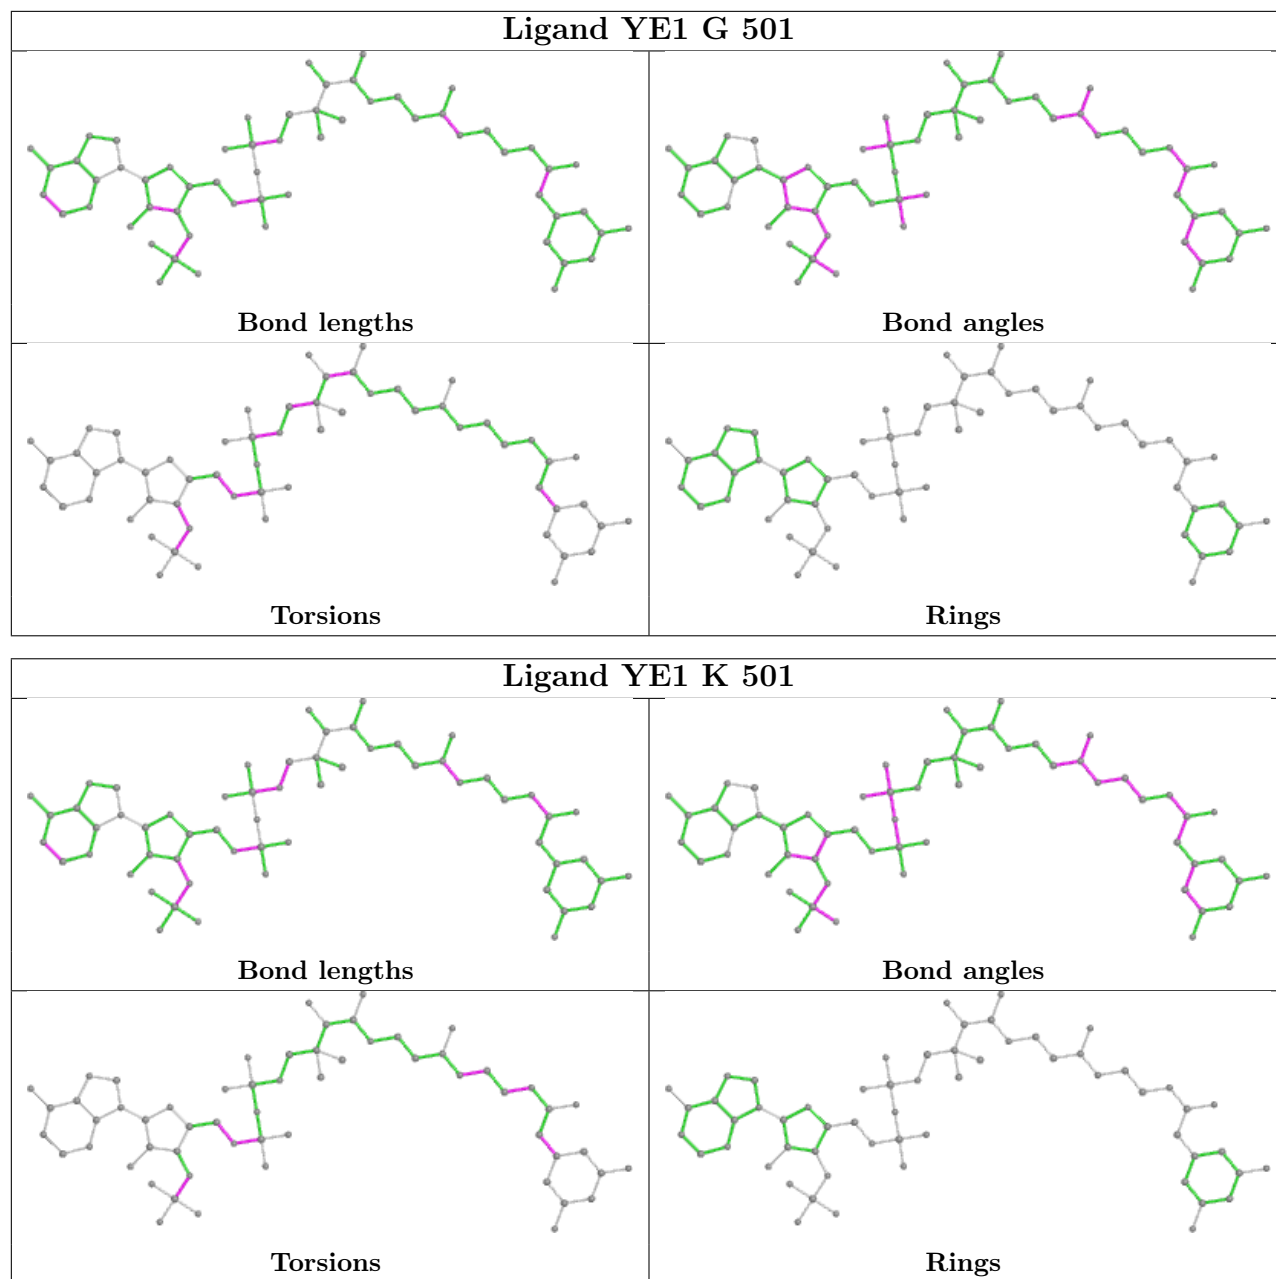 Ligand YE1 G 501
Bond lengths
Bond angles
Torsions
Rings
Ligand YE1 K 501
Bond lengths
Bond angles
Torsions
Rings